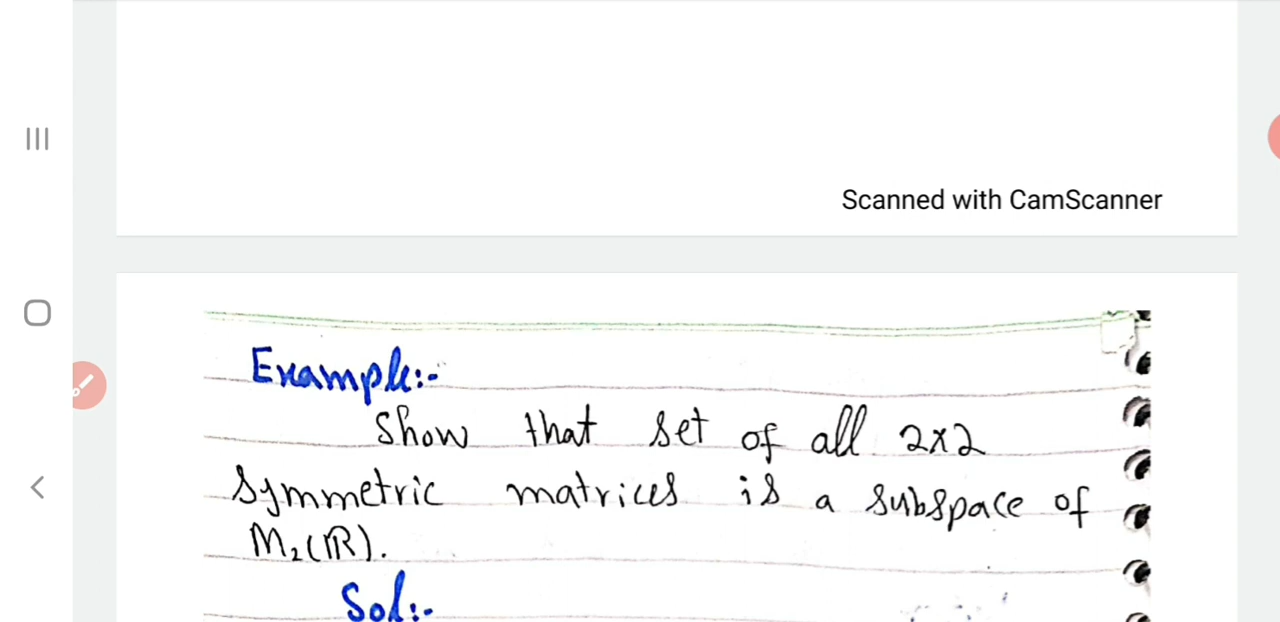 Scanned with CamScanner
Example:-
Show that set of all 2x2
Symmetric matrices is a subspace of
M₂(ℝ).
Sol:-